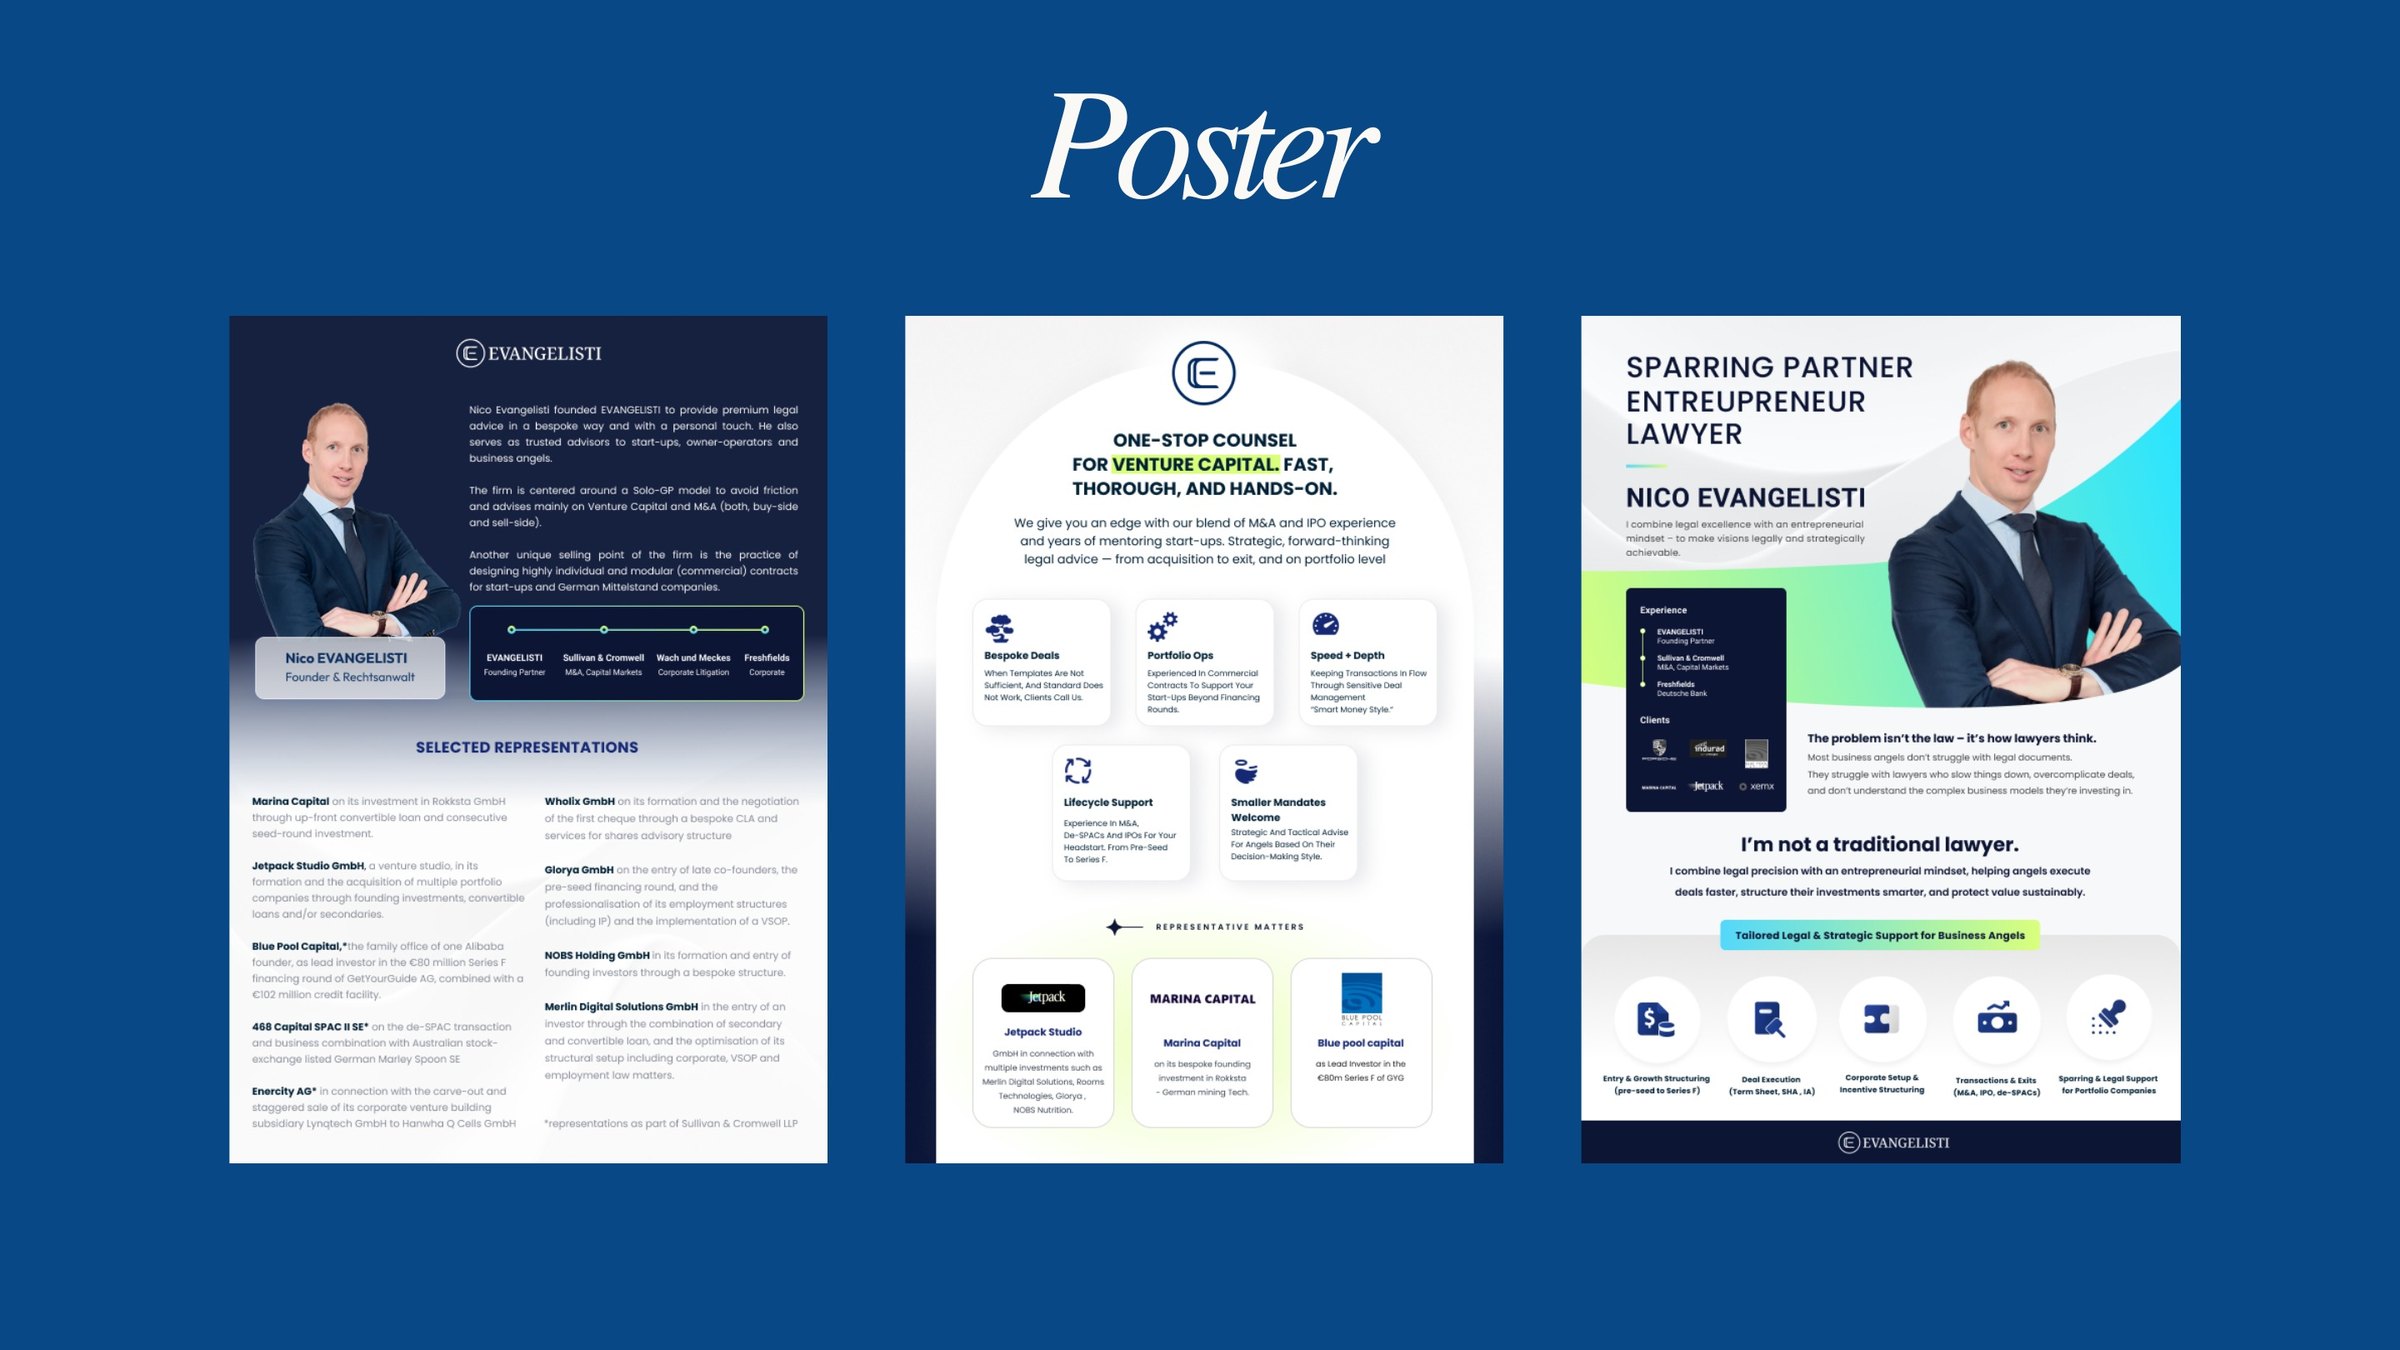 Poster
EVANGELISTI
Nico Evangelisti founded EVANGELISTI to provide premium legal
advice in a bespoke way and with a personal touch. He also
serves as trusted advisors to start-ups, owner-operators and
business angels.
The firm is centered around a Solo-GP model to avoid friction
and advises mainly on Venture Capital and M&A (both, buy-side
and sell-side).
Another unique selling point of the firm is the practice of
designing highly individual and modular (commercial) contracts
for start-ups and German Mittelstand companies.
Nico EVANGELISTI
Founder & Rechtsanwalt
EVANGELISTI
Founding Partner
Sullivan & Cromwell
M&A, Capital Markets
Wach und Meckes
Corporate Litigation
Freshfields
Corporate
SELECTED REPRESENTATIONS
Marina Capital on its investment in Rokksta GmbH
through up-front convertible loan and consecutive
seed-round investment.
Jetpack Studio GmbH, a venture studio, in its
formation and the acquisition of multiple portfolio
companies through founding investments, convertible
loans and/or secondaries.
Blue Pool Capital,*the family office of one Alibaba
founder, as lead investor in the €80 million Series F
financing round of GetYourGuide AG, combined with a
€102 million credit facility.
468 Capital SPAC II SE* on the de-SPAC transaction
and business combination with Australian stock-
exchange listed German Marley Spoon SE
Enercity AG* in connection with the carve-out and
staggered sale of its corporate venture building
subsidiary Lynqtech GmbH to Hanwha Q Cells GmbH
Wholix GmbH on its formation and the negotiation
of the first cheque through a bespoke CLA and
services for shares advisory structure
Glorya GmbH on the entry of late co-founders, the
pre-seed financing round, and the
professionalisation of its employment structures
(including IP) and the implementation of a VSOP.
NOBS Holding GmbH in its formation and entry of
founding investors through a bespoke structure.
Merlin Digital Solutions GmbH in the entry of an
investor through the combination of secondary
and convertible loan, and the optimisation of its
structural setup including corporate, VSOP and
employment law matters.
*representations as part of Sullivan & Cromwell LLP
ONE-STOP COUNSEL
FOR VENTURE CAPITAL. FAST,
THOROUGH, AND HANDS-ON.
We give you an edge with our blend of M&A and IPO experience
and years of mentoring start-ups. Strategic, forward-thinking
legal advice — from acquisition to exit, and on portfolio level
Bespoke Deals
When Templates Are Not
Sufficient, And Standard Does
Not Work, Clients Call Us.
Portfolio Ops
Experienced In Commercial
Contracts To Support Your
Start-Ups Beyond Financing
Rounds.
Speed + Depth
Keeping Transactions In Flow
Through Sensitive Deal
Management
"Smart Money Style."
Lifecycle Support
Experience In M&A,
De-SPACs And IPOs For Your
Headstart. From Pre-Seed
To Series F.
Smaller Mandates
Welcome
Strategic And Tactical Advise
For Angels Based On Their
Decision-Making Style.
REPRESENTATIVE MATTERS
Jetpack
Jetpack Studio
GmbH in connection with
multiple investments such as
Merlin Digital Solutions, Rooms
Technologies, Glorya ,
NOBS Nutrition.
MARINA CAPITAL
Marina Capital
on its bespoke founding
investment in Rokksta
- German mining Tech.
BLUE POOL
CAPITAL
Blue pool capital
as Lead Investor in the
€80m Series F of GYG
SPARRING PARTNER
ENTREUPRENEUR
LAWYER
NICO EVANGELISTI
I combine legal excellence with an entrepreneurial
mindset – to make visions legally and strategically
achievable.
Experience
EVANGELISTI
Founding Partner
Sullivan & Cromwell
M&A, Capital Markets
Freshfields
Deutsche Bank
Clients
PORSCHE
indurad
MARINA CAPITAL
Jetpack
xemx
The problem isn't the law – it's how lawyers think.
Most business angels don't struggle with legal documents.
They struggle with lawyers who slow things down, overcomplicate deals,
and don't understand the complex business models they're investing in.
I'm not a traditional lawyer.
I combine legal precision with an entrepreneurial mindset, helping angels execute
deals faster, structure their investments smarter, and protect value sustainably.
Tailored Legal & Strategic Support for Business Angels
Entry & Growth Structuring
(pre-seed to Series F)
Deal Execution
(Term Sheet, SHA , IA)
Corporate Setup &
Incentive Structuring
Transactions & Exits
(M&A, IPO, de-SPACs)
Sparring & Legal Support
for Portfolio Companies
EVANGELISTI